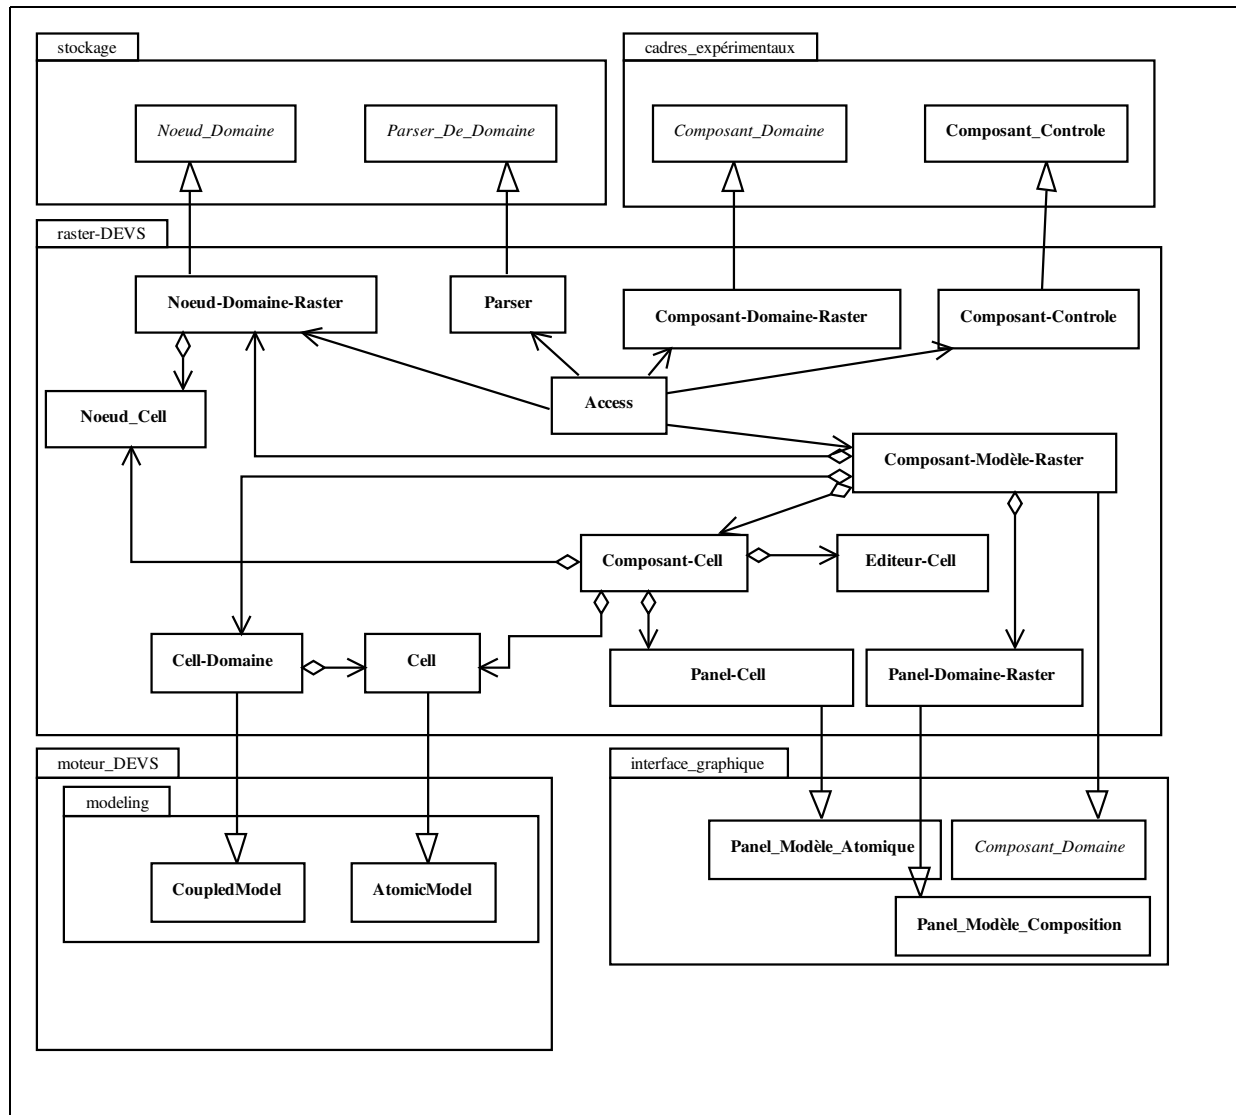 stockage
cadres_expérimentaux
Noeud_Domaine
Parser_De_Domaine
Composant_Domaine
Composant_Controle
raster-DEVS
Noeud-Domaine-Raster
Parser
Composant-Domaine-Raster
Composant-Controle
Access
Noeud_Cell
Composant-Modèle-Raster
Composant-Cell
Editeur-Cell
Cell-Domaine
Cell
Panel-Cell
Panel-Domaine-Raster
moteur_DEVS
interface_graphique
modeling
Panel_Modèle_Atomique
Composant_Domaine
CoupledModel
AtomicModel
Panel_Modèle_Composition